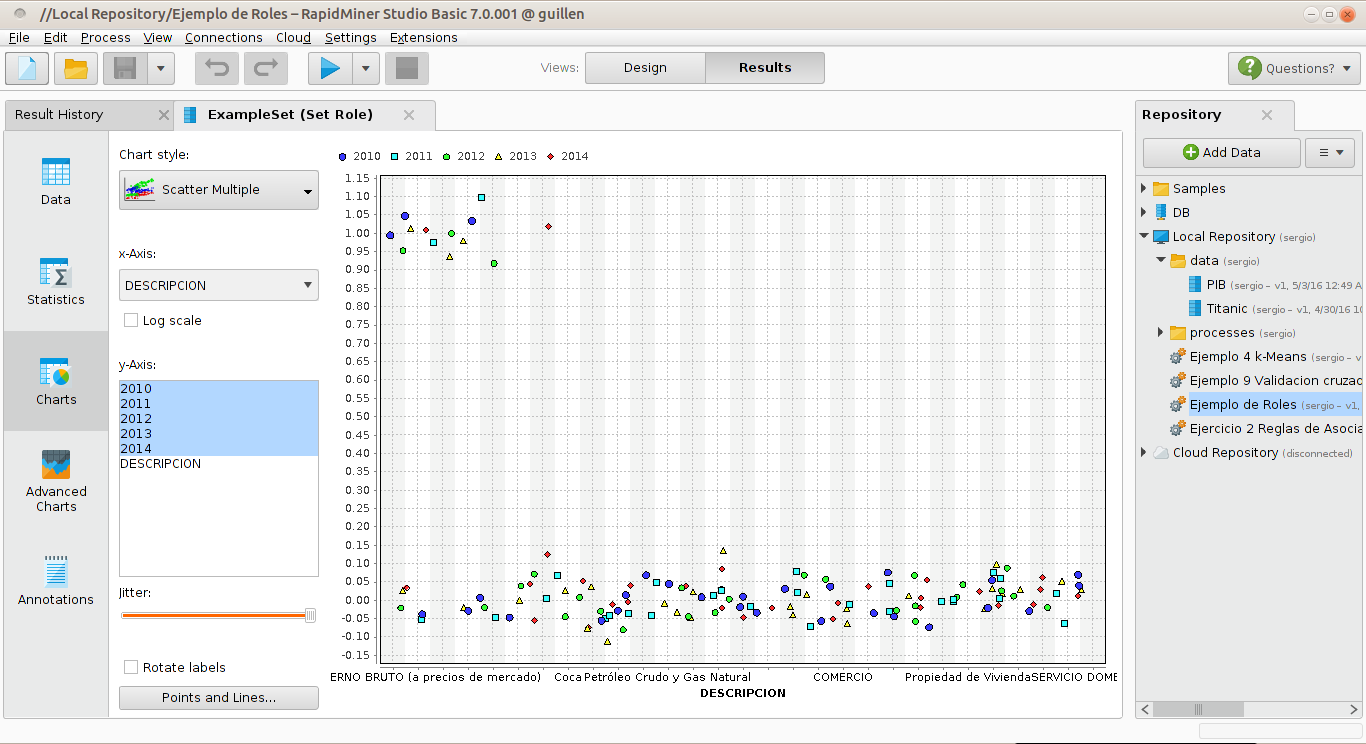 //Local Repository/Ejemplo de Roles – RapidMiner Studio Basic 7.0.001 @ guillen
File Edit Process View Connections Cloud Settings Extensions
Views: Design Results Questions?
Result History
ExampleSet (Set Role)
Data
Statistics
Charts
Advanced
Charts
Annotations
Chart style:
Scatter Multiple
x-Axis:
DESCRIPCION
Log scale
y-Axis:
2010
2011
2012
2013
2014
DESCRIPCION
Jitter:
Rotate labels
Points and Lines...
2010 2011 2012 2013 2014
1.15
1.10
1.05
1.00
0.95
0.90
0.85
0.80
0.75
0.70
0.65
0.60
0.55
0.50
0.45
0.40
0.35
0.30
0.25
0.20
0.15
0.10
0.05
0.00
-0.05
-0.10
-0.15
ERNO BRUTO (a precios de mercado) Coca Petróleo Crudo y Gas Natural COMERCIO Propiedad de Vivienda SERVICIO DOME
DESCRIPCION
Repository
Add Data
Samples
DB
Local Repository (sergio)
data (sergio)
PIB (sergio – v1, 5/3/16 12:49 A
Titanic (sergio – v1, 4/30/16 10
processes (sergio)
Ejemplo 4 k-Means (sergio – v
Ejemplo 9 Validacion cruzad
Ejemplo de Roles (sergio – v1,
Ejercicio 2 Reglas de Asocia
Cloud Repository (disconnected)